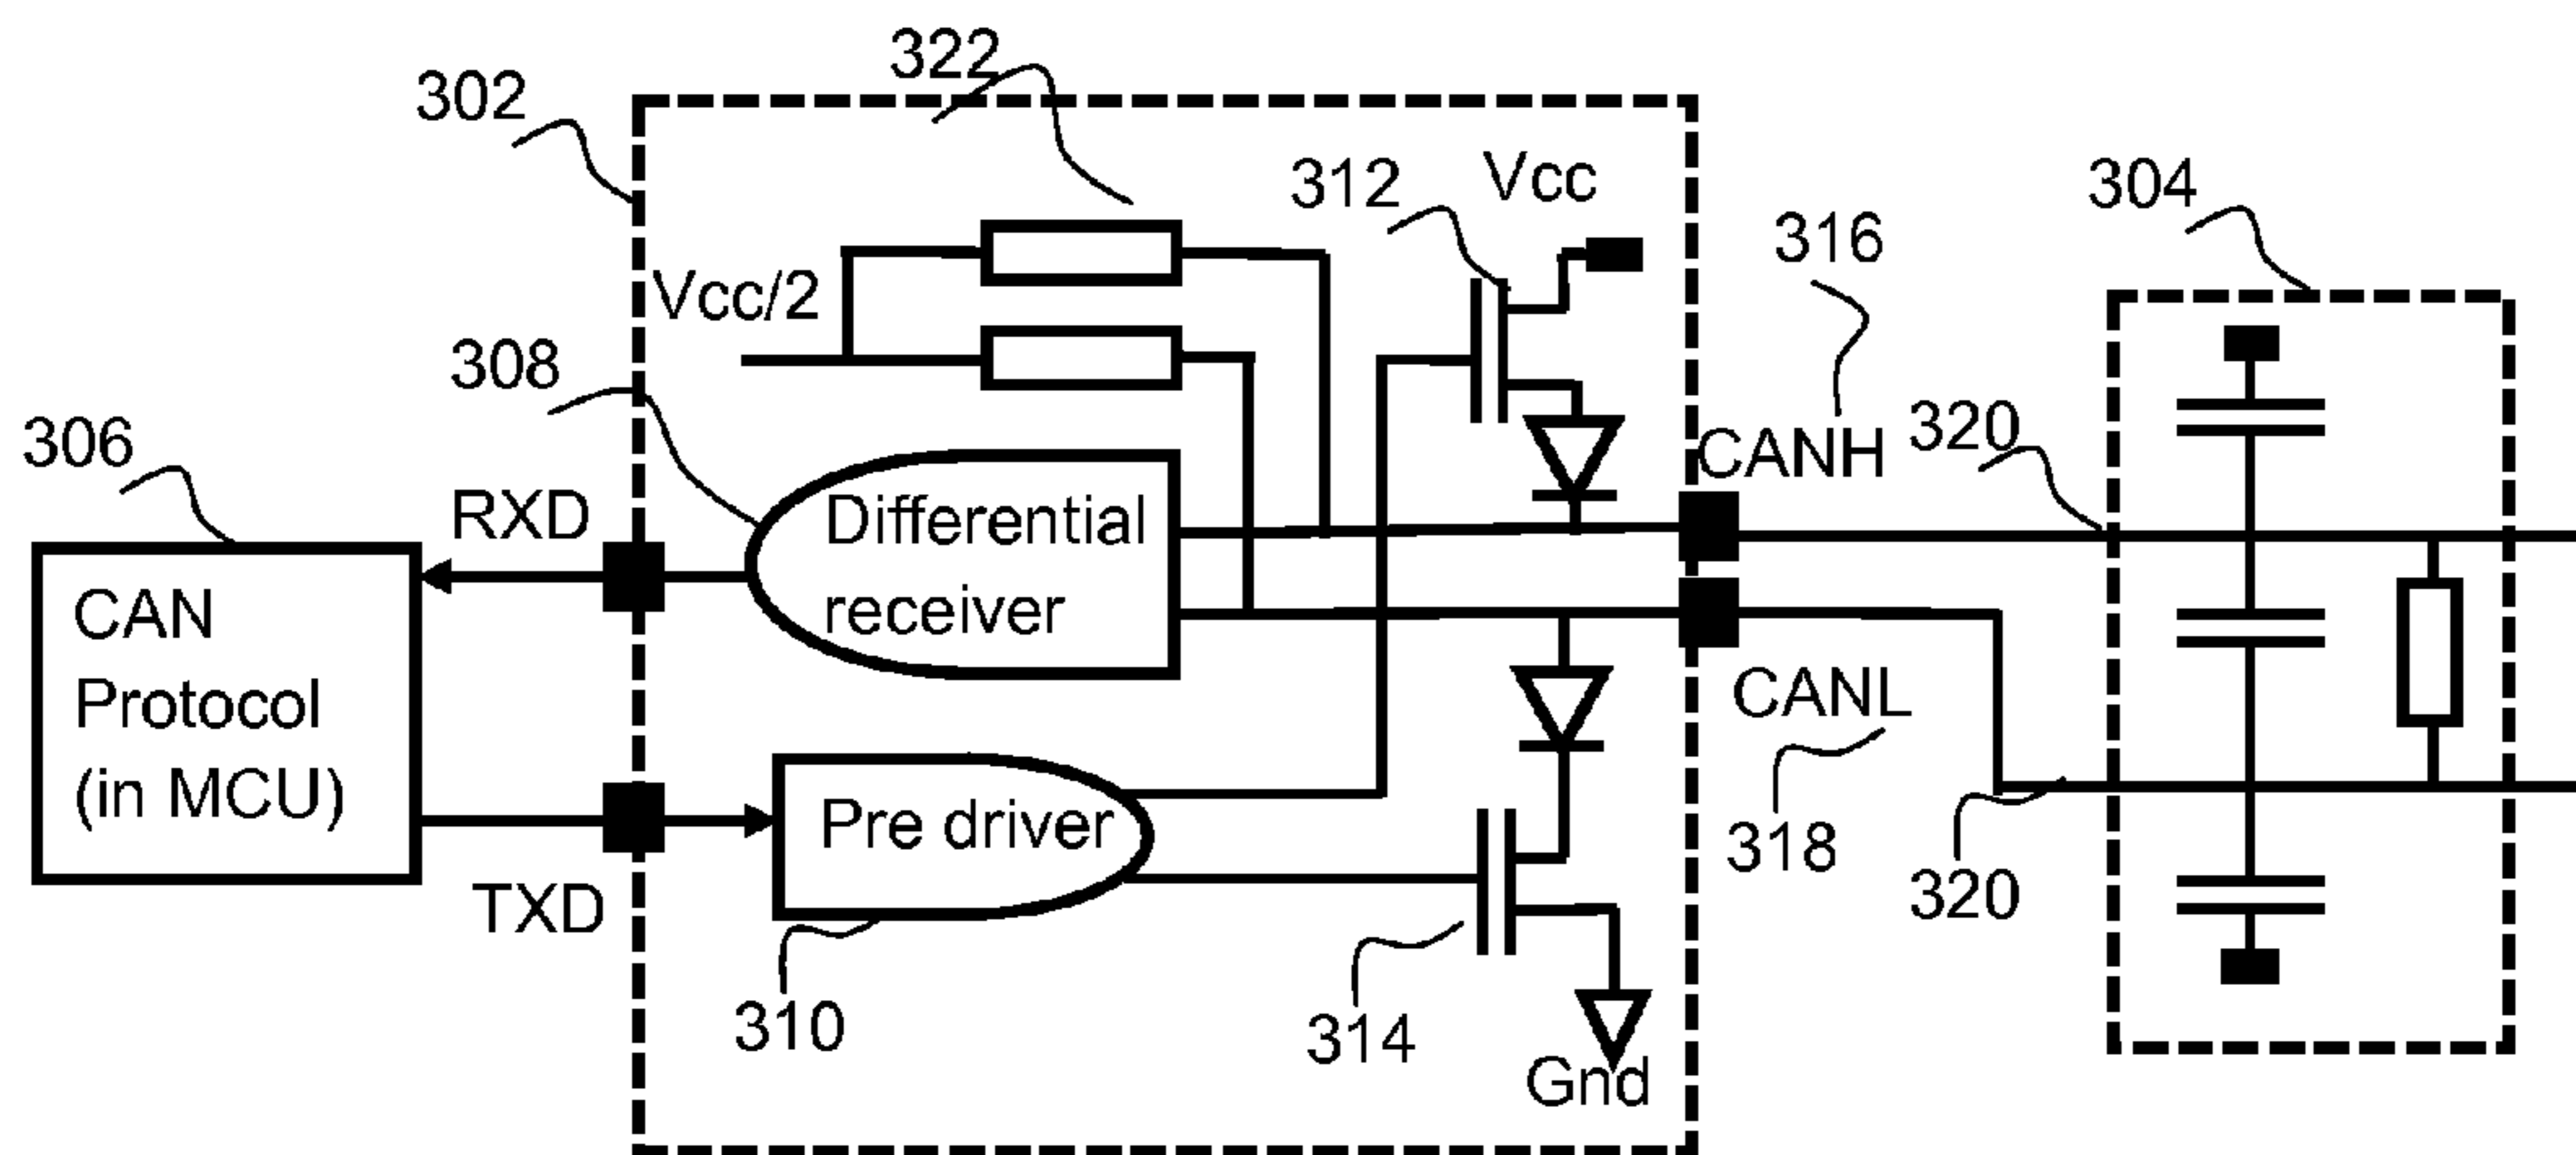 322
302
312
Vcc
304
316
Vcc/2
308
306
CANH
320
RXD
Differential
receiver
CAN
Protocol
(in MCU)
CANL
318
TXD
Pre driver
320
310
314
Gnd